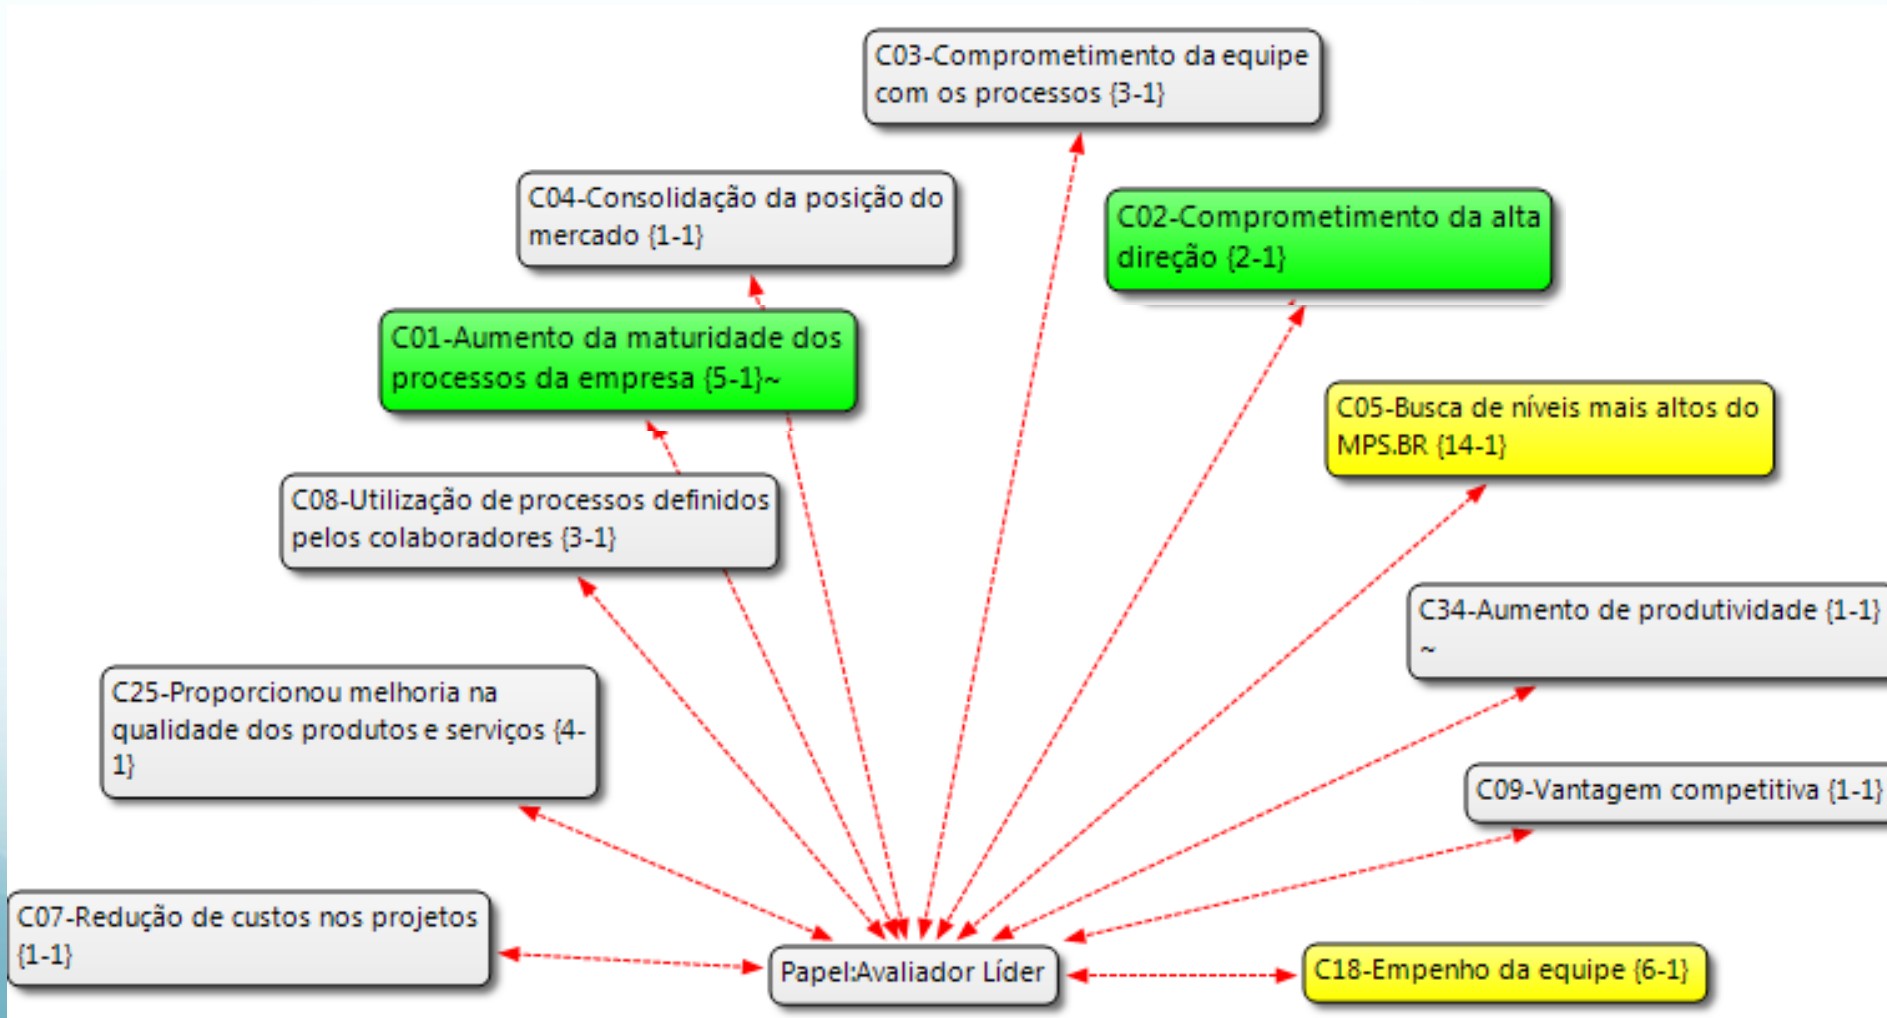 C03-Comprometimento da equipe
com os processos {3-1}
C04-Consolidação da posição do
mercado {1-1}
C02-Comprometimento da alta
direção {2-1}
C01-Aumento da maturidade dos
processos da empresa {5-1}~
C05-Busca de níveis mais altos do
MPS.BR {14-1}
C08-Utilização de processos definidos
pelos colaboradores {3-1}
C34-Aumento de produtividade {1-1}
~
C25-Proporcionou melhoria na
qualidade dos produtos e serviços {4-
1}
C09-Vantagem competitiva {1-1}
C07-Redução de custos nos projetos
{1-1}
Papel:Avaliador Líder
C18-Empenho da equipe {6-1}